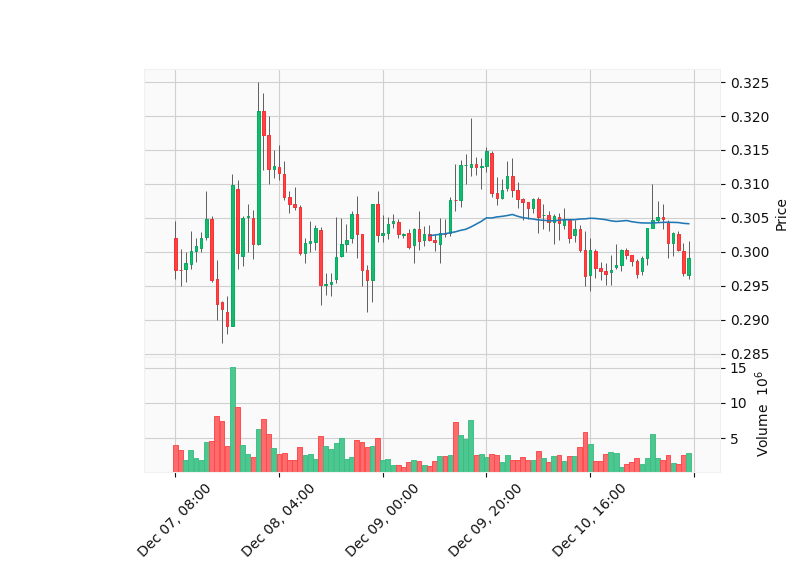 0.325
0.320
0.315
0.310
0.305
0.300
0.295
0.290
0.285
Price
15
10
5
Volume 10⁶
Dec 07, 08:00
Dec 08, 04:00
Dec 09, 00:00
Dec 09, 20:00
Dec 10, 16:00